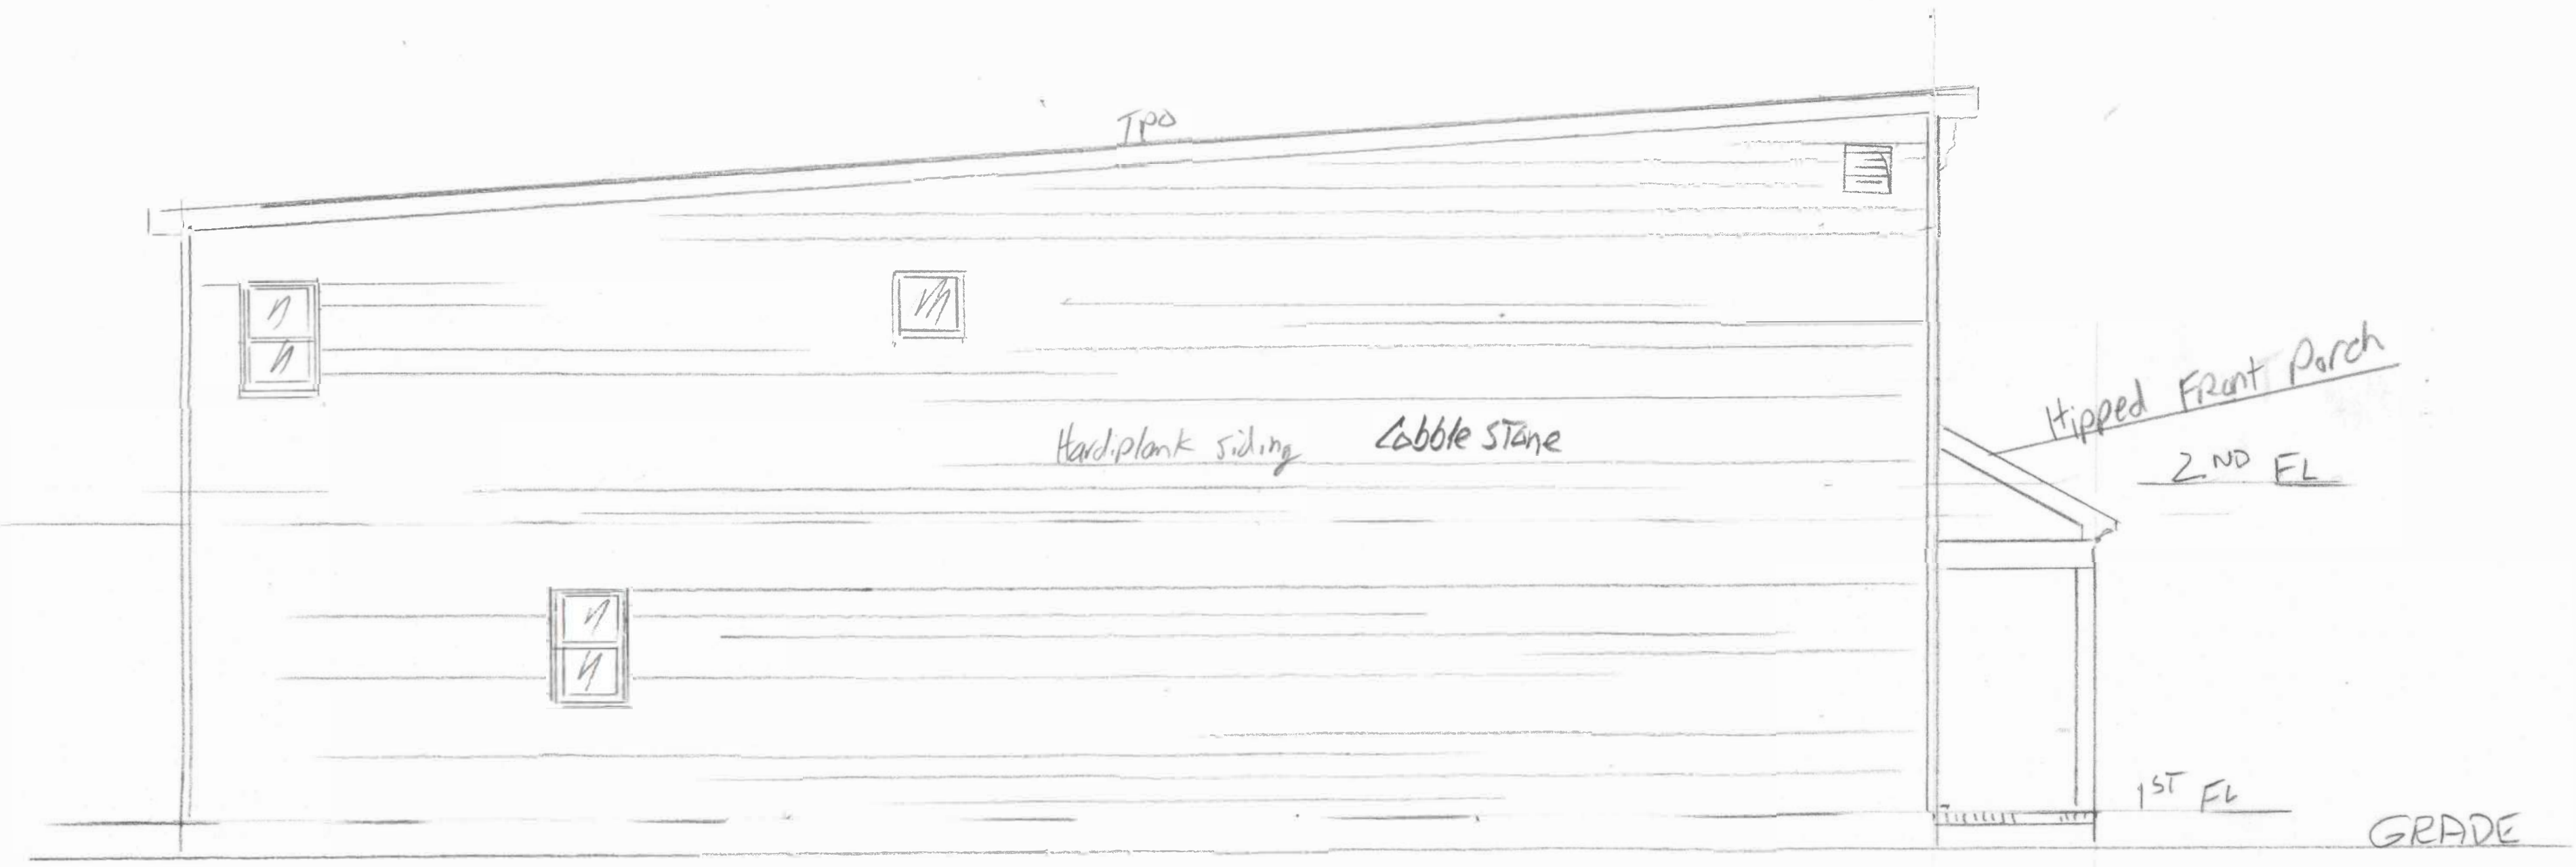 TPO
Hipped Front Porch
Hardiplank siding Cobble stone
2ND FL
1ST FL
GRADE